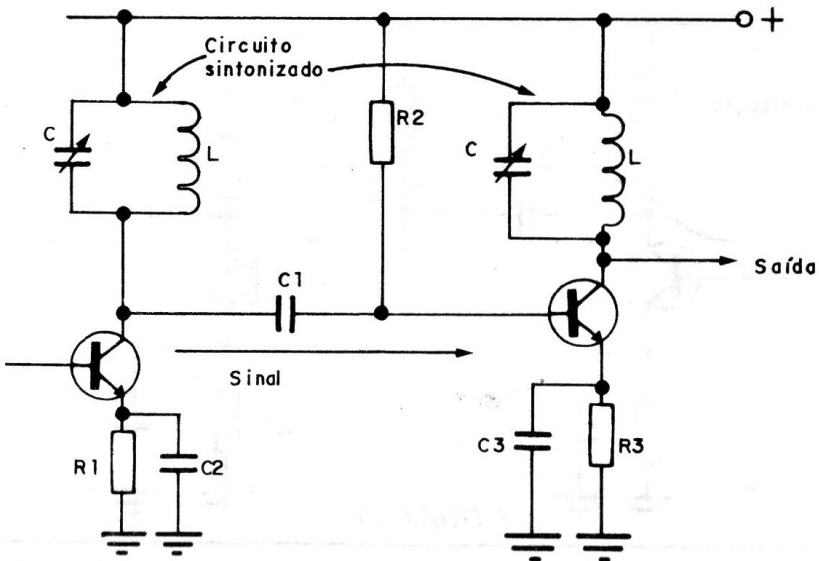 +
Circuito
sintonizado
C
L
R2
C
L
Saída
C1
Sinal
R1
C2
C3
R3